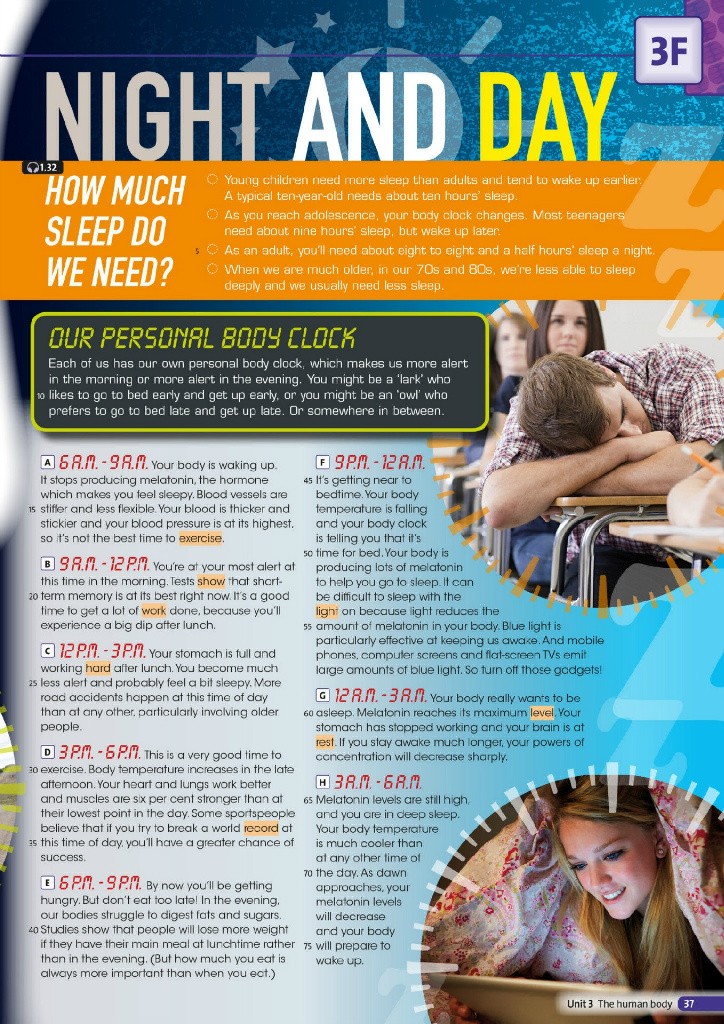 3F
NIGHT AND DAY
1.32
HOW MUCH
SLEEP DO
WE NEED?
Young children need more sleep than adults and tend to wake up earlier.
A typical ten-year-old needs about ten hours' sleep.
As you reach adolescence, your body clock changes. Most teenagers
need about nine hours' sleep, but wake up later.
5 As an adult, you'll need about eight to eight and a half hours' sleep a night.
When we are much older, in our 70s and 80s, we're less able to sleep
deeply and we usually need less sleep.
OUR PERSONAL BODY CLOCK
Each of us has our own personal body clock, which makes us more alert
in the morning or more alert in the evening. You might be a 'lark' who
10 likes to go to bed early and get up early, or you might be an 'owl' who
prefers to go to bed late and get up late. Or somewhere in between.
A 6 A.M. - 9 A.M. Your body is waking up.
It stops producing melatonin, the hormone
which makes you feel sleepy. Blood vessels are
15 stiffer and less flexible. Your blood is thicker and
stickier and your blood pressure is at its highest,
so it's not the best time to exercise.
B 9 A.M. - 12 P.M. You're at your most alert at
this time in the morning. Tests show that short-
20 term memory is at its best right now. It's a good
time to get a lot of work done, because you'll
experience a big dip after lunch.
C 12 P.M. - 3 P.M. Your stomach is full and
working hard after lunch. You become much
25 less alert and probably feel a bit sleepy. More
road accidents happen at this time of day
than at any other, particularly involving older
people.
D 3 P.M. - 6 P.M. This is a very good time to
30 exercise. Body temperature increases in the late
afternoon. Your heart and lungs work better
and muscles are six per cent stronger than at
their lowest point in the day. Some sportspeople
believe that if you try to break a world record at
35 this time of day, you'll have a greater chance of
success.
E 6 P.M. - 9 P.M. By now you'll be getting
hungry. But don't eat too late! In the evening,
our bodies struggle to digest fats and sugars.
40 Studies show that people will lose more weight
if they have their main meal at lunchtime rather
than in the evening. (But how much you eat is
always more important than when you eat.)
F 9 P.M. - 12 A.M.
45 It's getting near to
bedtime. Your body
temperature is falling
and your body clock
is telling you that it's
50 time for bed. Your body is
producing lots of melatonin
to help you go to sleep. It can
be difficult to sleep with the
light on because light reduces the
55 amount of melatonin in your body. Blue light is
particularly effective at keeping us awake. And mobile
phones, computer screens and flat-screen TVs emit
large amounts of blue light. So turn off those gadgets!
G 12 A.M. - 3 A.M. Your body really wants to be
60 asleep. Melatonin reaches its maximum level. Your
stomach has stopped working and your brain is at
rest. If you stay awake much longer, your powers of
concentration will decrease sharply.
H 3 A.M. - 6 A.M.
65 Melatonin levels are still high,
and you are in deep sleep.
Your body temperature
is much cooler than
at any other time of
70 the day. As dawn
approaches, your
melatonin levels
will decrease
and your body
75 will prepare to
wake up.
Unit 3 The human body 37